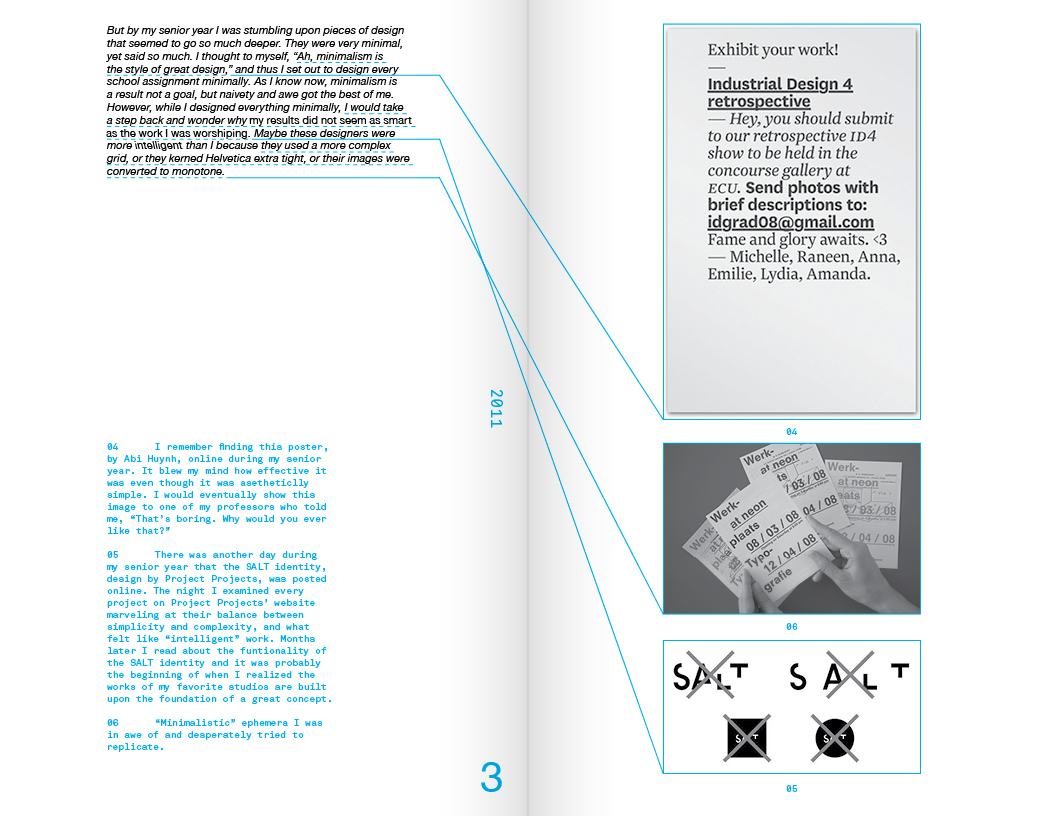 But by my senior year I was stumbling upon pieces of design
that seemed to go so much deeper. They were very minimal,
yet said so much. I thought to myself, “Ah, minimalism is
the style of great design,” and thus I set out to design every
school assignment minimally. As I know now, minimalism is
a result not a goal, but naivety and awe got the best of me.
However, while I designed everything minimally, I would take
a step back and wonder why my results did not seem as smart
as the work I was worshiping. Maybe these designers were
more intelligent than I because they used a more complex
grid, or they kerned Helvetica extra tight, or their images were
converted to monotone.
2011
04 I remember finding this poster,
by Abi Huynh, online during my senior
year. It blew my mind how effective it
was even though it was asetheticlly
simple. I would eventually show this
image to one of my professors who told
me, “That’s boring. Why would you ever
like that?”
05 There was another day during
my senior year that the SALT identity,
design by Project Projects, was posted
online. The night I examined every
project on Project Projects’ website
marveling at their balance between
simplicity and complexity, and what
felt like “intelligent” work. Months
later I read about the funtionality of
the SALT identity and it was probably
the beginning of when I realized the
works of my favorite studios are built
upon the foundation of a great concept.
06 “Minimalistic” ephemera I was
in awe of and desperately tried to
replicate.
3
Exhibit your work!
—
Industrial Design 4
retrospective
— Hey, you should submit
to our retrospective ID4
show to be held in the
concourse gallery at
ECU. Send photos with
brief descriptions to:
idgrad08@gmail.com
Fame and glory awaits. <3
— Michelle, Raneen, Anna,
Emilie, Lydia, Amanda.
04
Werk-
at neon
ts
/ 03 / 08
04 / 08
Werk-
at neon
plaats
08 / 03 / 08
Typo-
12 / 04 / 08
grafie
Werk-
at neon
aats
/ 03 / 08
/ 04 / 08
06
SALT
S A L T
SALT
SALT
05